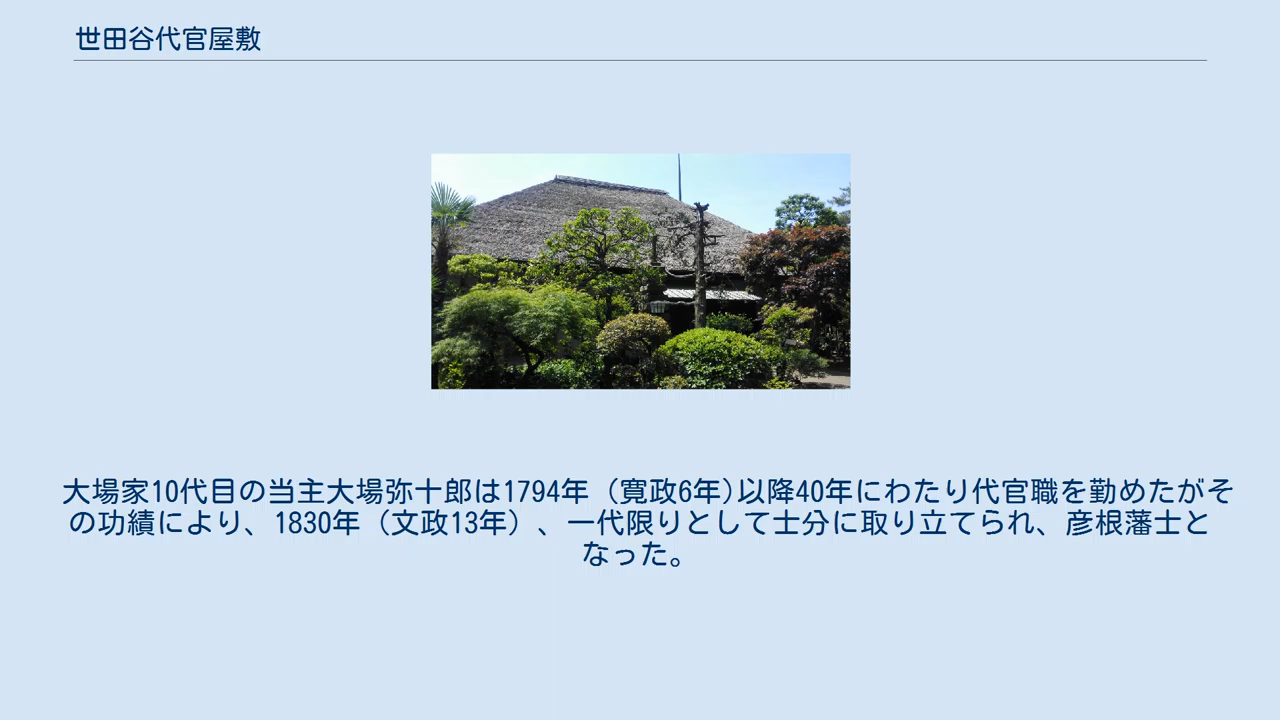 世田谷代官屋敷
大場家10代目の当主大場弥十郎は1794年（寛政6年)以降40年にわたり代官職を勤めたがそ
の功績により、1830年（文政13年）、一代限りとして士分に取り立てられ、彦根藩士と
なった。